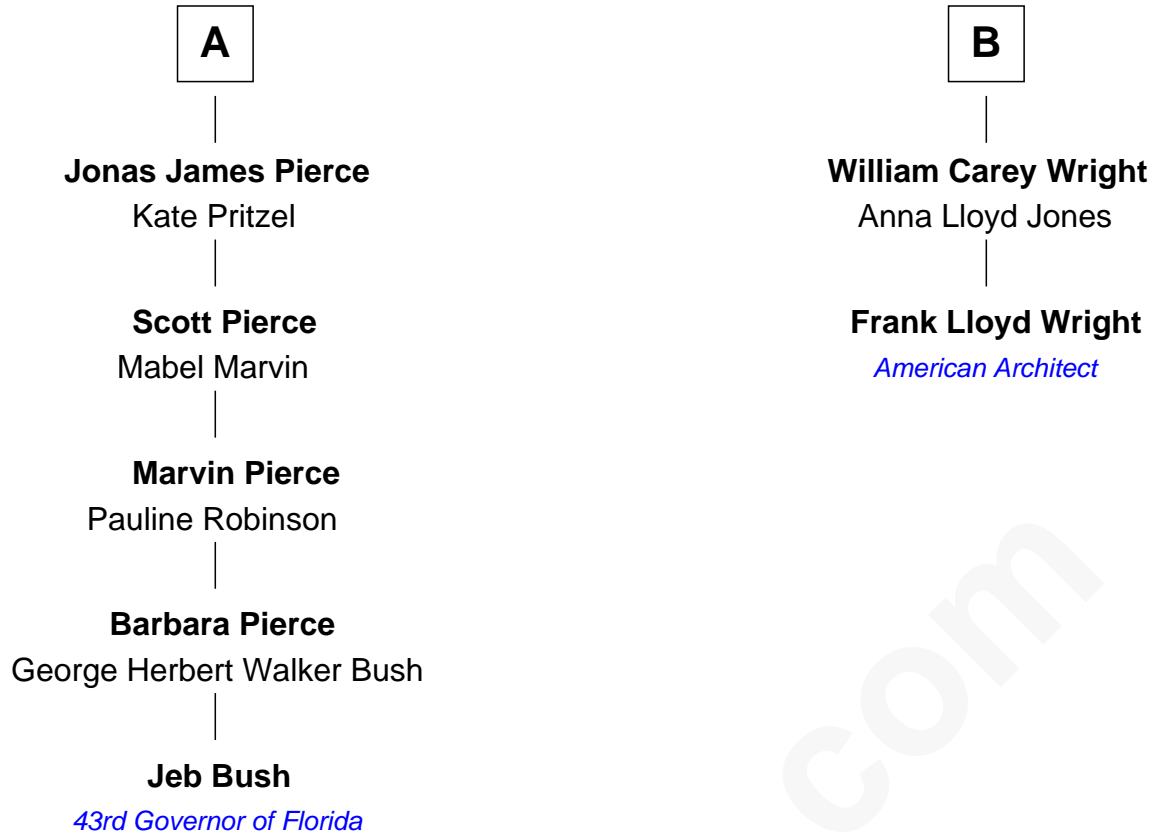 A
Jonas James Pierce
Kate Pritzel
Scott Pierce
Mabel Marvin
Marvin Pierce
Pauline Robinson
Barbara Pierce
George Herbert Walker Bush
Jeb Bush
43rd Governor of Florida
B
William Carey Wright
Anna Lloyd Jones
Frank Lloyd Wright
American Architect
com